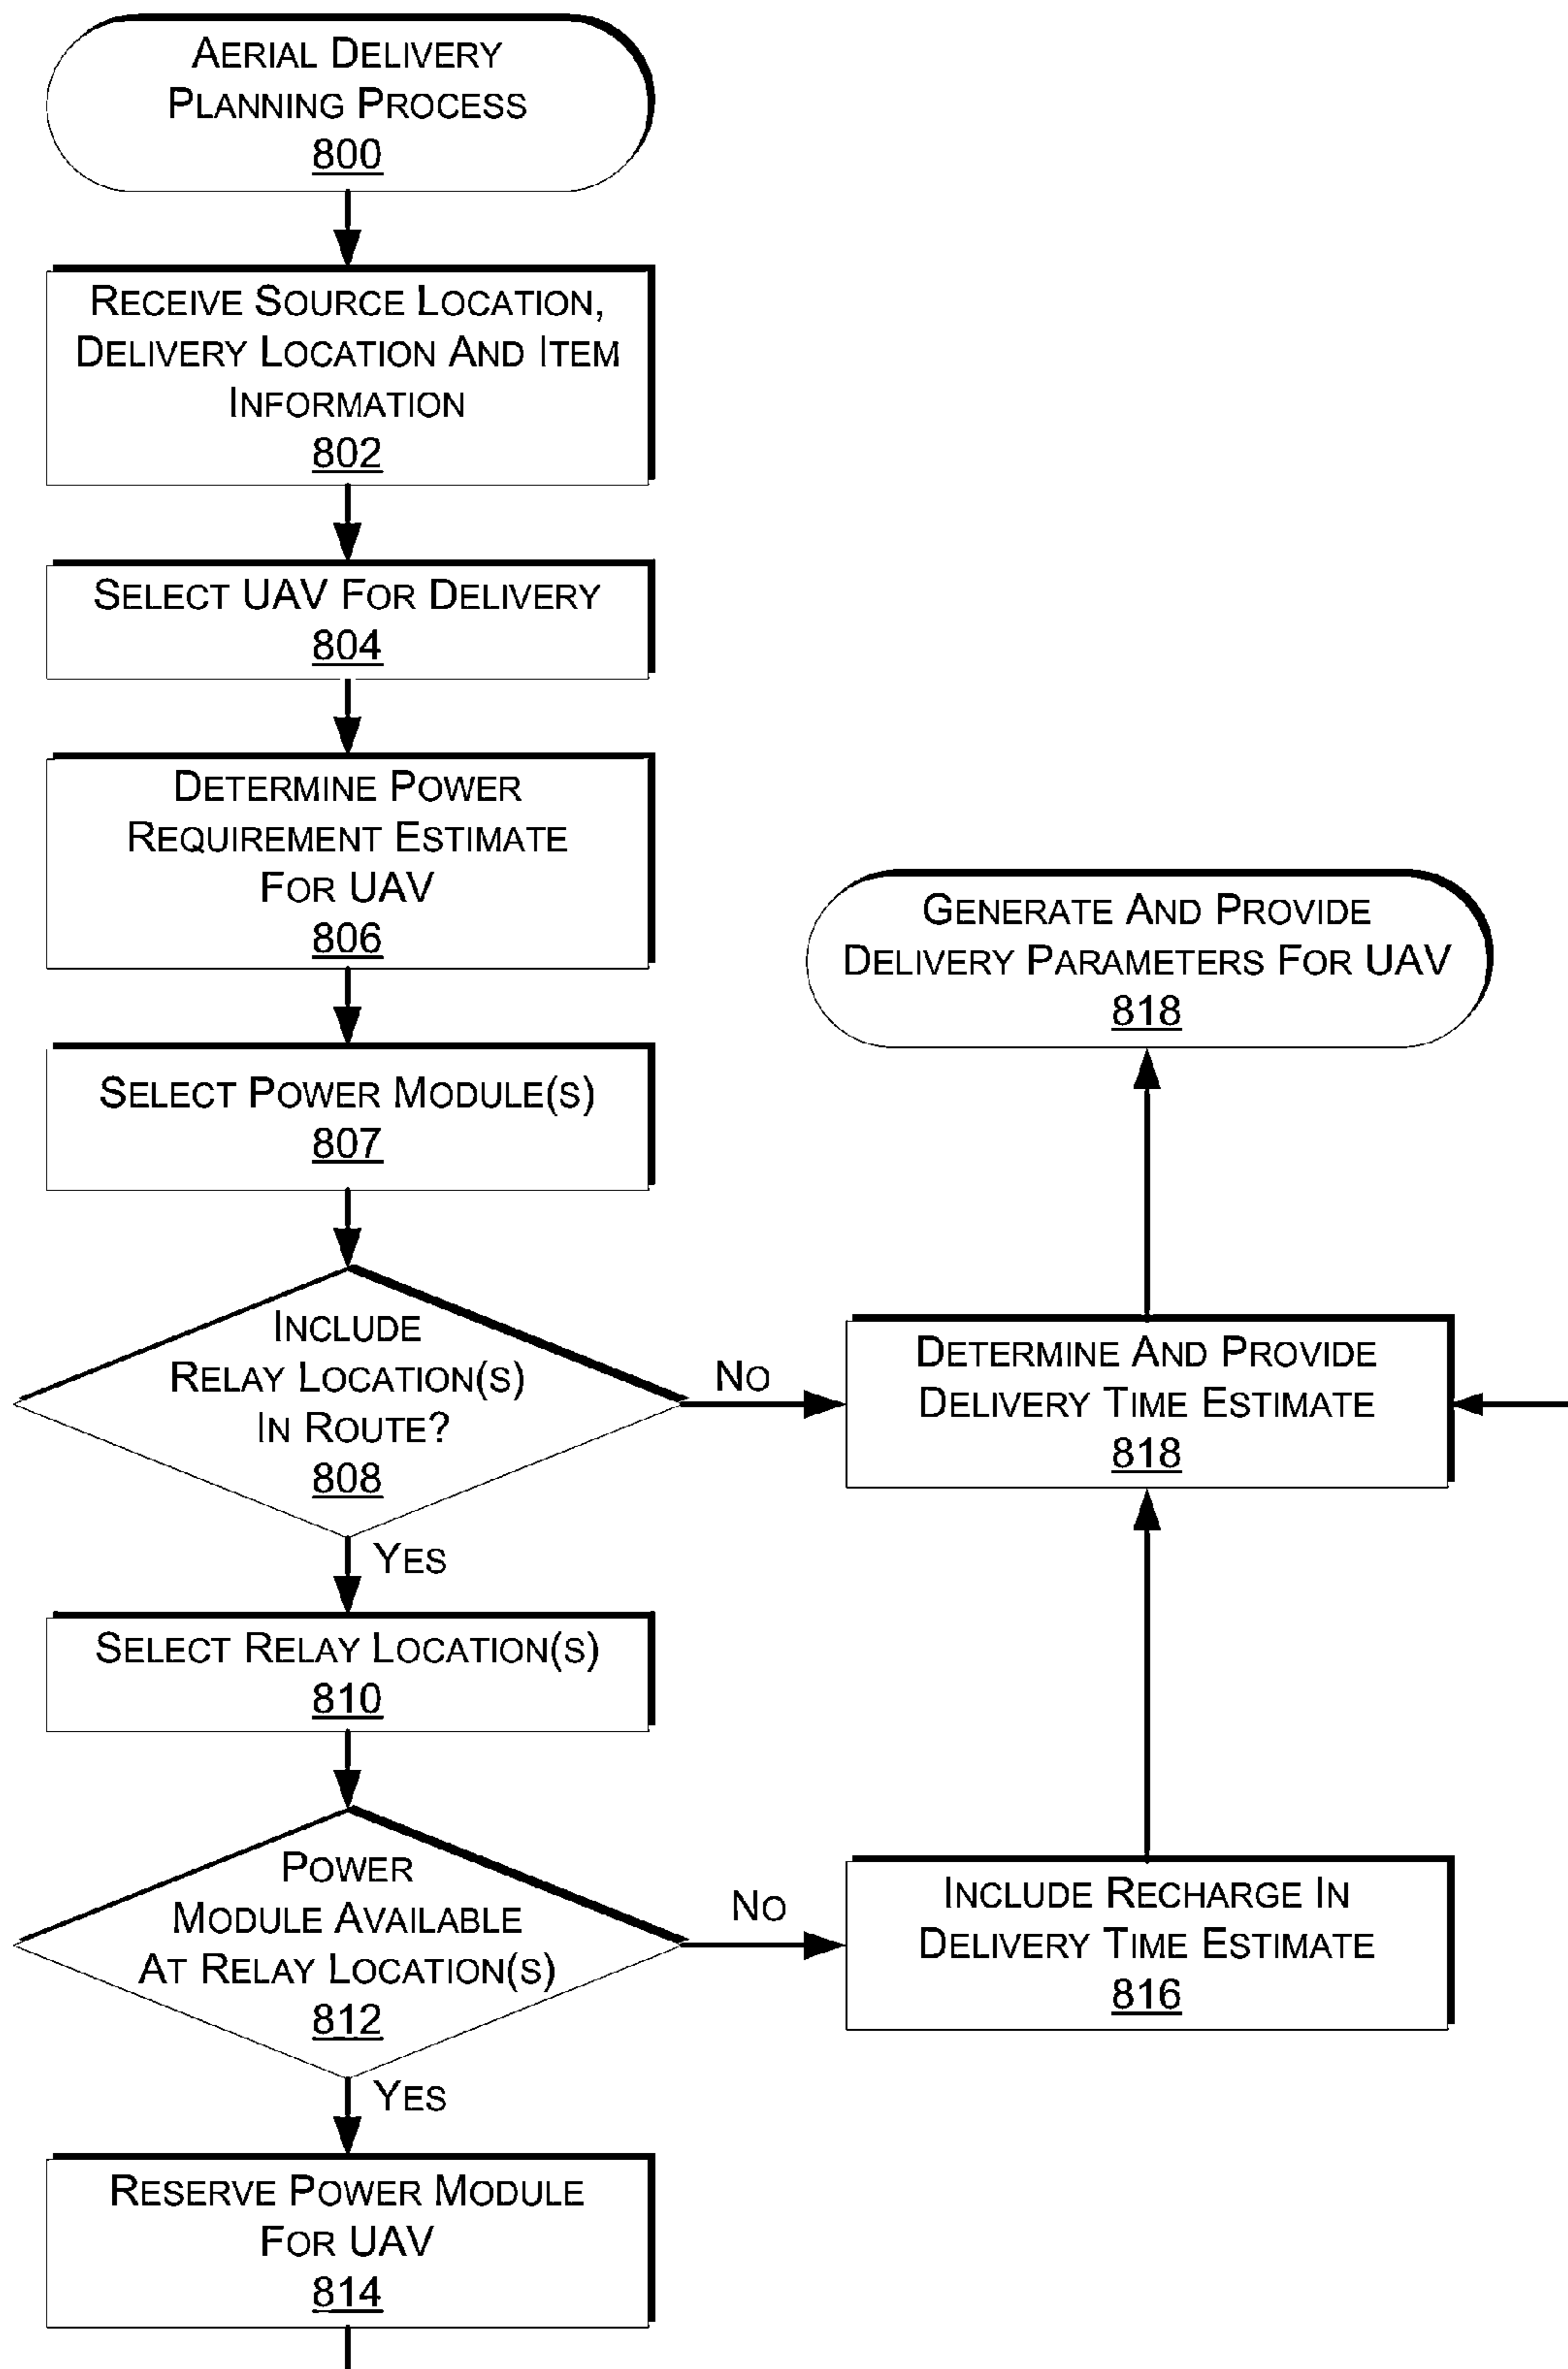 AERIAL DELIVERY
PLANNING PROCESS
800
RECEIVE SOURCE LOCATION,
DELIVERY LOCATION AND ITEM
INFORMATION
802
SELECT UAV FOR DELIVERY
804
DETERMINE POWER
REQUIREMENT ESTIMATE
FOR UAV
806
SELECT POWER MODULE(S)
807
INCLUDE
RELAY LOCATION(S)
IN ROUTE?
808
NO
YES
SELECT RELAY LOCATION(S)
810
POWER
MODULE AVAILABLE
AT RELAY LOCATION(S)
812
NO
YES
RESERVE POWER MODULE
FOR UAV
814
GENERATE AND PROVIDE
DELIVERY PARAMETERS FOR UAV
818
DETERMINE AND PROVIDE
DELIVERY TIME ESTIMATE
818
INCLUDE RECHARGE IN
DELIVERY TIME ESTIMATE
816